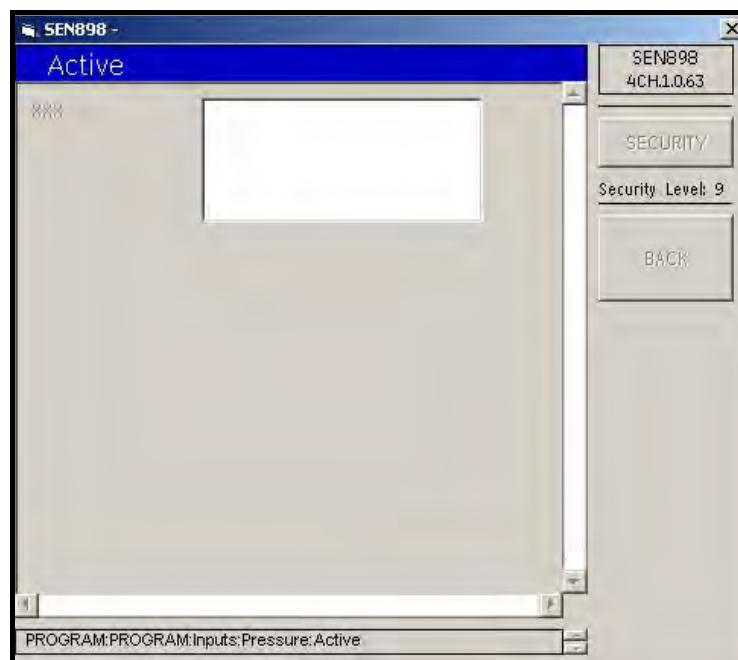 SEN898 -
Active
***
SEN898
4CH.1.0.63
SECURITY
Security Level: 9
BACK
PROGRAM:PROGRAM:Inputs:Pressure:Active